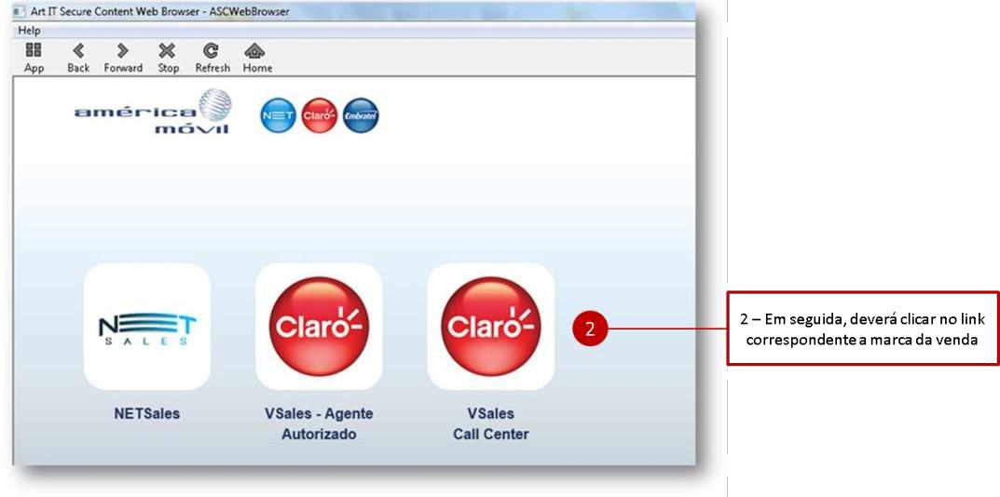 Art IT Secure Content Web Browser - ASCWebBrowser
Help
App Back Forward Stop Refresh Home
américa
móvil
NET Claro- Embratel
NET
SALES
Claro-
Claro-
2
2 – Em seguida, deverá clicar no link
correspondente a marca da venda
NETSales
VSales - Agente
Autorizado
VSales
Call Center